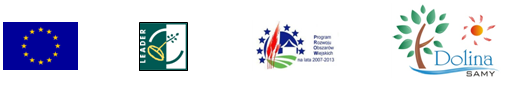 LEADER
Program
Rozwoju
Obszarów
Wiejskich
na lata 2007-2013
Dolina
SAMY